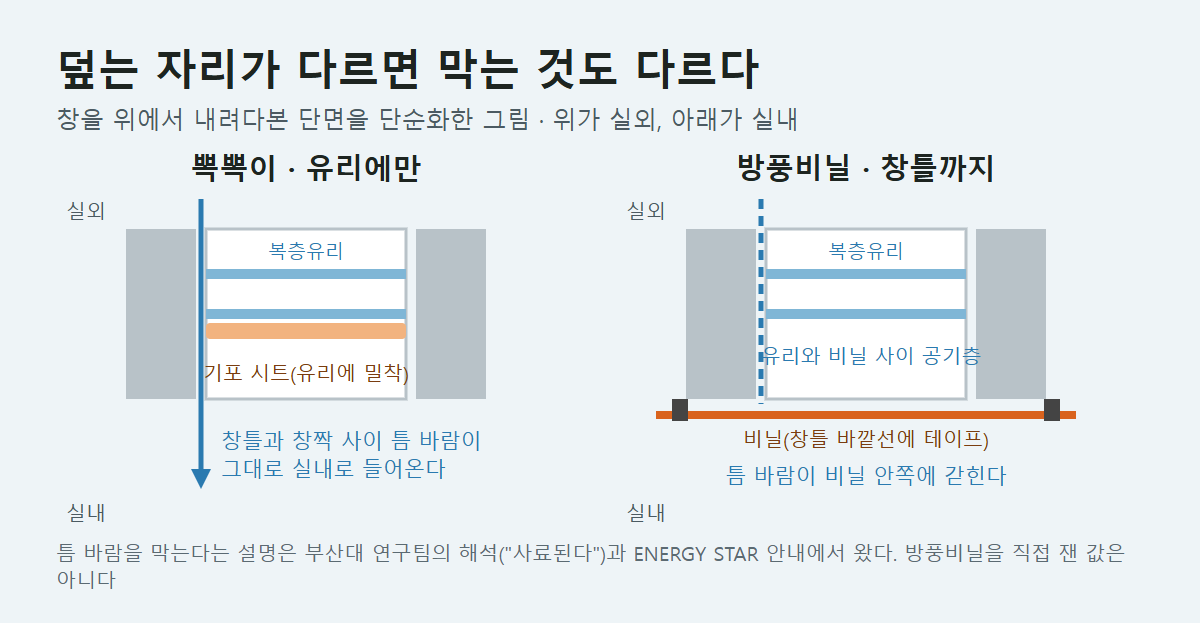 덮는 자리가 다르면 막는 것도 다르다
창을 위에서 내려다본 단면을 단순화한 그림 · 위가 실외, 아래가 실내
뽁뽁이 · 유리에만
실외
복층유리
기포 시트(유리에 밀착)
창틀과 창짝 사이 틈 바람이
그대로 실내로 들어온다
실내
방풍비닐 · 창틀까지
실외
복층유리
유리와 비닐 사이 공기층
비닐(창틀 바깥선에 테이프)
틈 바람이 비닐 안쪽에 갇힌다
실내
틈 바람을 막는다는 설명은 부산대 연구팀의 해석("사료된다")과 ENERGY STAR 안내에서 왔다. 방풍비닐을 직접 잰 값은
아니다